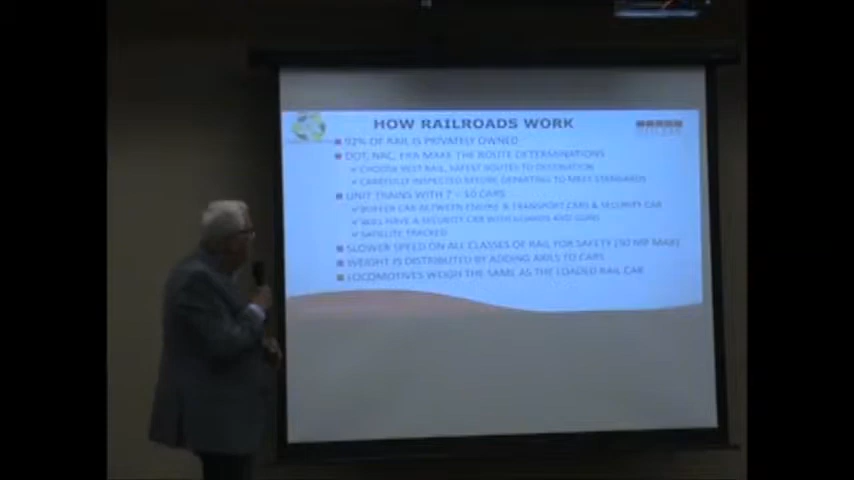 HOW RAILROADS WORK
92% OF RAIL IS PRIVATELY OWNED
DOT, NRC, FRA MAKE THE ROUTE DETERMINATIONS
CHOOSE BEST RAIL, SAFEST ROUTES TO DESTINATION
CAREFULLY INSPECTED BEFORE DEPARTING TO MEET STANDARDS
UNIT TRAINS WITH 7 – 10 CARS
BUFFER CAR BETWEEN ENGINE & TRANSPORT CARS & SECURITY CAR
WILL HAVE A SECURITY CAR WITH GUARDS AND GUNS
SATELLITE TRACKED
SLOWER SPEED ON ALL CLASSES OF RAIL FOR SAFETY (50 MP MAX)
WEIGHT IS DISTRIBUTED BY ADDING AXELS TO CARS
LOCOMOTIVES WEIGH THE SAME AS THE LOADED RAIL CAR